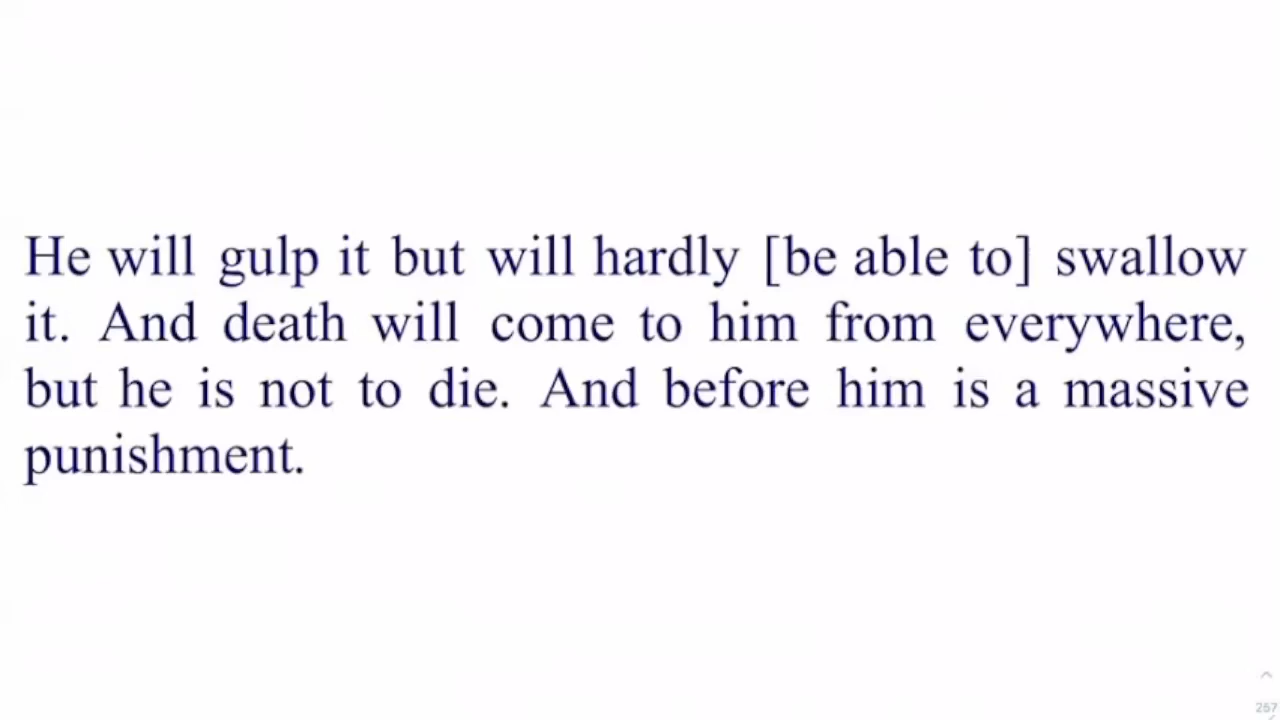 He will gulp it but will hardly [be able to] swallow
it. And death will come to him from everywhere,
but he is not to die. And before him is a massive
punishment.
257